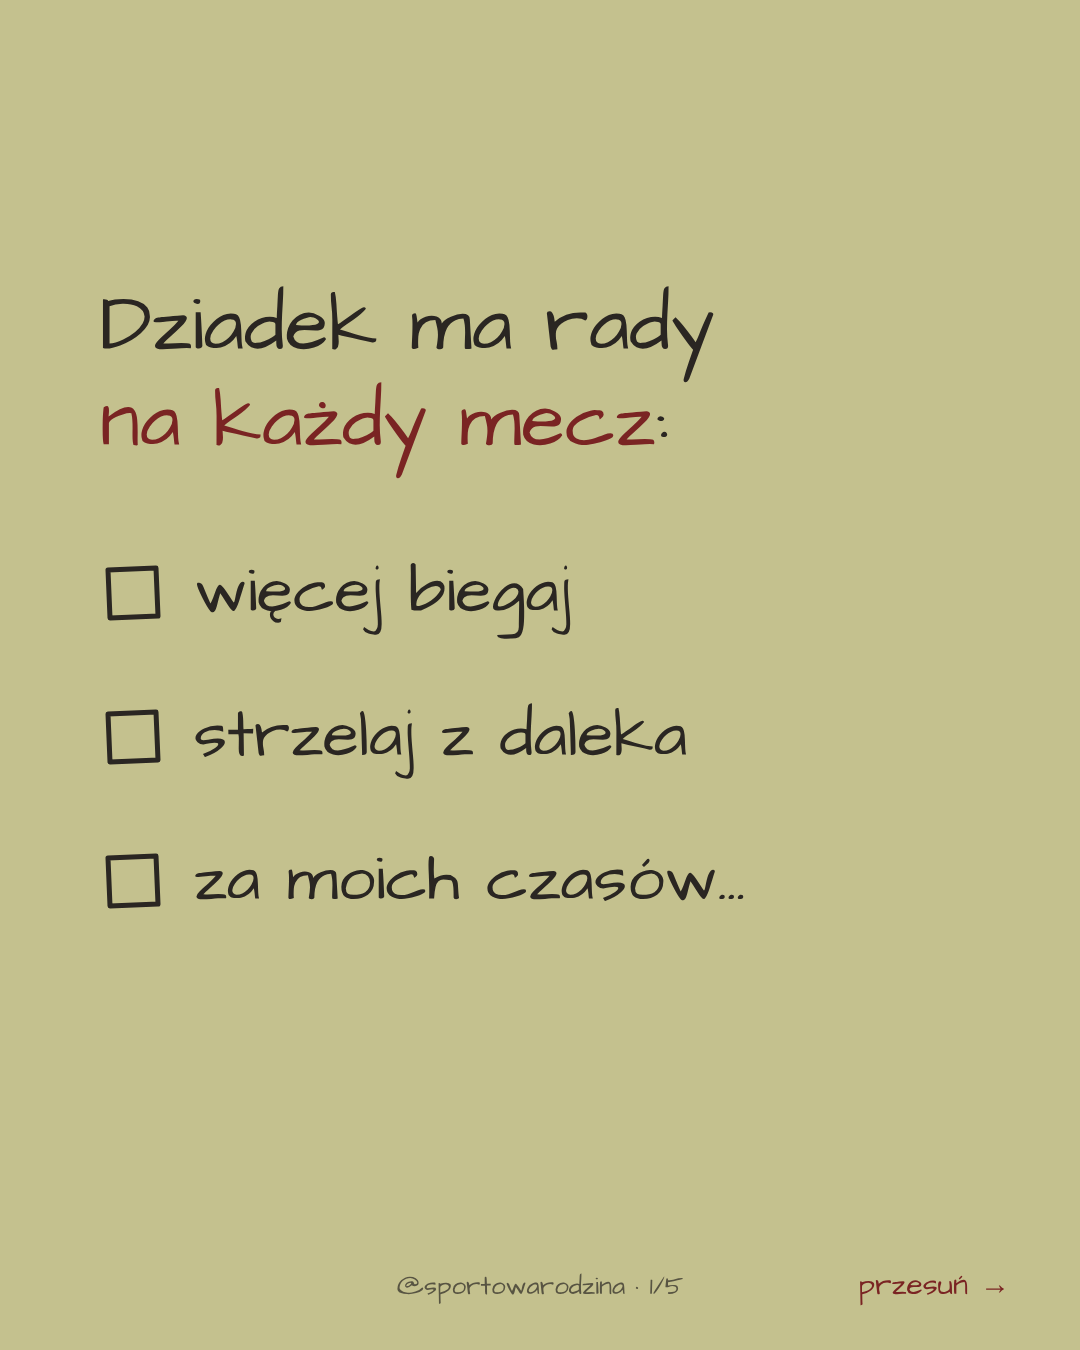 Dziadek ma rady
na każdy mecz:
więcej biegaj
strzelaj z daleka
za moich czasów...
@sportowarodzina · 1/5
przesuń →